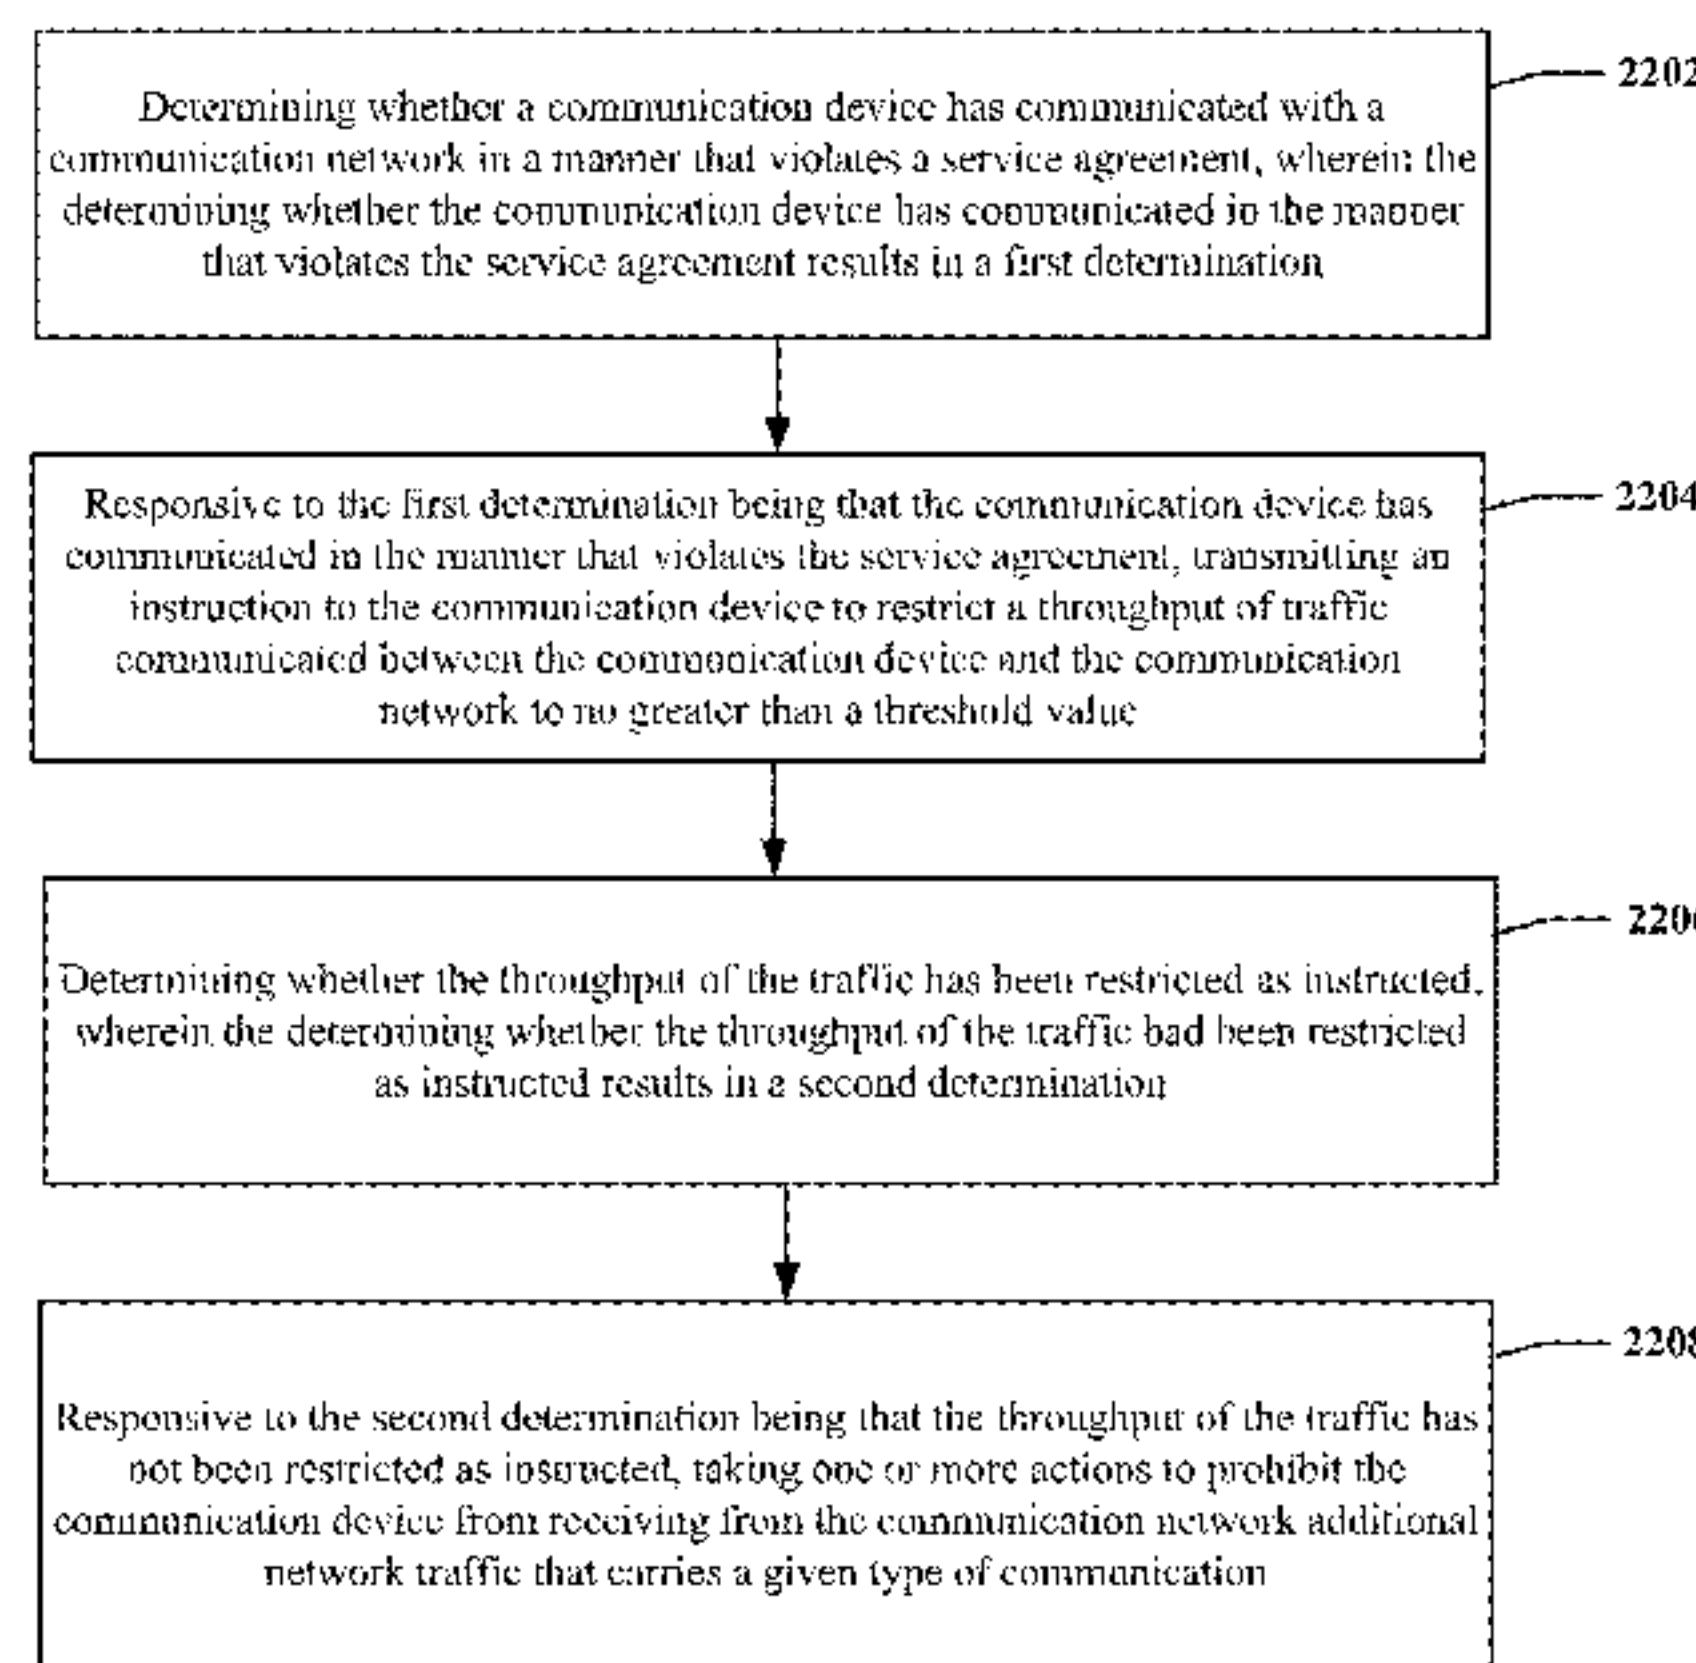 Determining whether a communication device has communicated with a
communication network in a manner that violates a service agreement, wherein the
determining whether the communication device has communicated in the manner
that violates the service agreement results in a first determination
2202
Responsive to the first determination being that the communication device has
communicated in the manner that violates the service agreement, transmitting an
instruction to the communication device to restrict a throughput of traffic
communicated between the communication device and the communication
network to no greater than a threshold value
2204
Determining whether the throughput of the traffic has been restricted as instructed,
wherein the determining whether the throughput of the traffic had been restricted
as instructed results in a second determination
2206
Responsive to the second determination being that the throughput of the traffic has
not been restricted as instructed, taking one or more actions to prohibit the
communication device from receiving from the communication network additional
network traffic that carries a given type of communication
2208